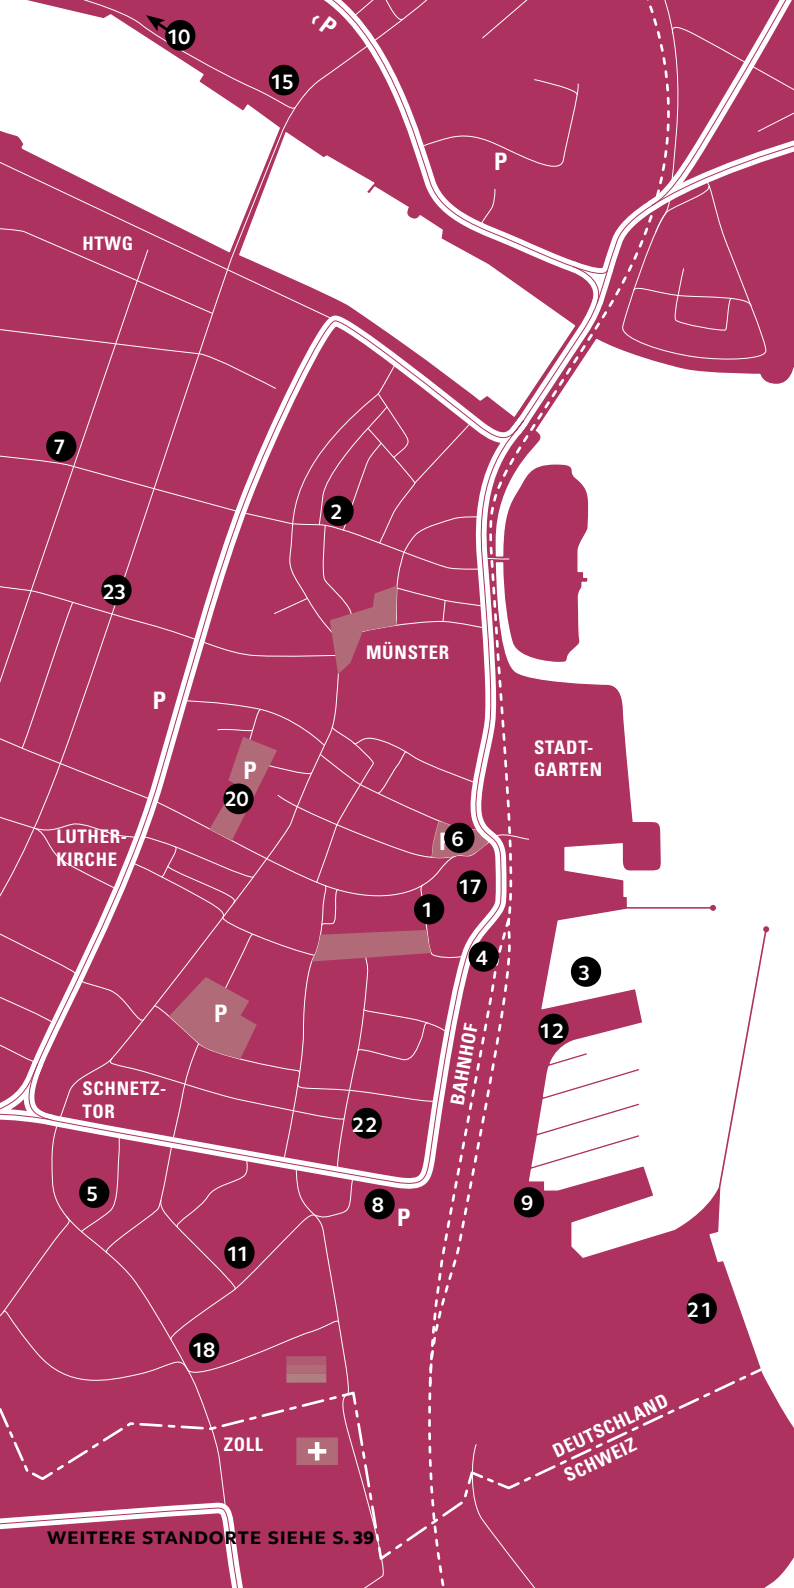 P
10
15
P
HTWG
7
2
23
MÜNSTER
P
STADT-
GARTEN
P
20
LUTHER-
KIRCHE
6
17
1
4
3
P
12
BAHNHOF
SCHNETZ-
TOR
22
5
8
P
9
11
21
18
DEUTSCHLAND
SCHWEIZ
ZOLL
WEITERE STANDORTE SIEHE S. 39